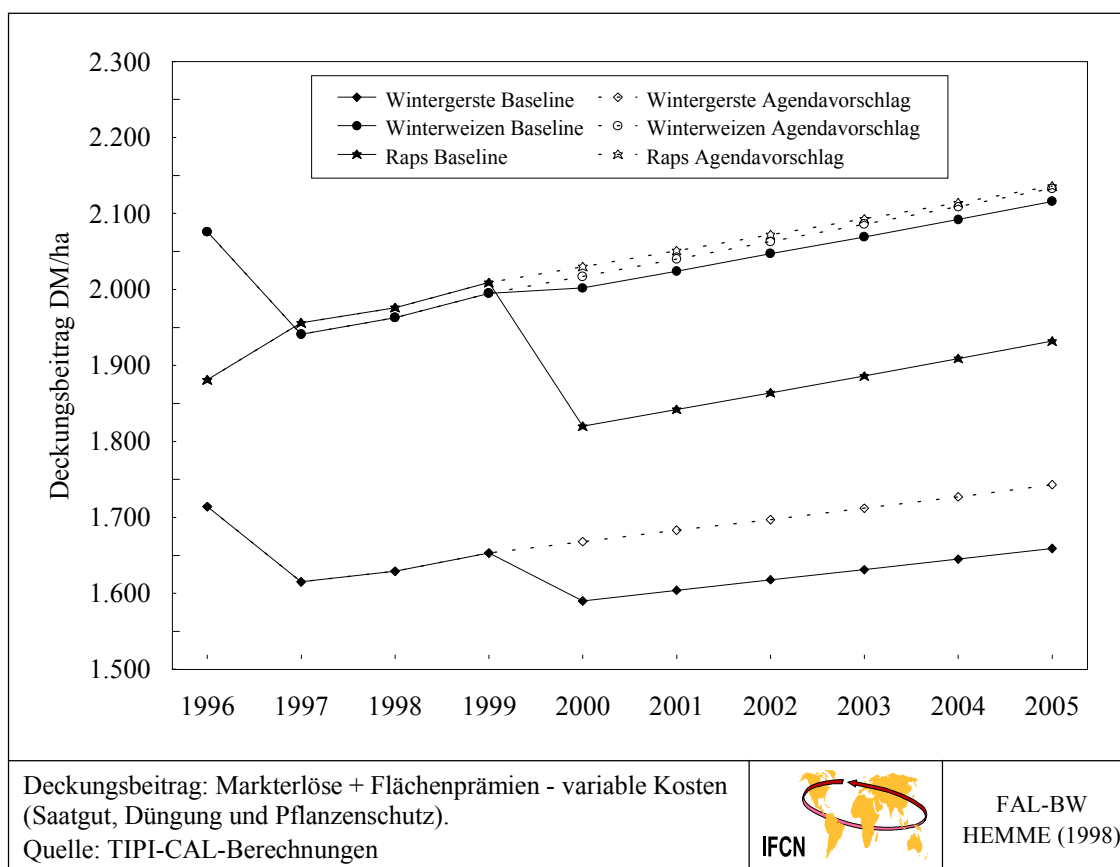 Deckungsbeitrag DM/ha
2.300
2.200
2.100
2.000
1.900
1.800
1.700
1.600
1.500
Wintergerste Baseline
Wintergerste Agendavorschlag
Winterweizen Baseline
Winterweizen Agendavorschlag
Raps Baseline
Raps Agendavorschlag
1996 1997 1998 1999 2000 2001 2002 2003 2004 2005
Deckungsbeitrag: Markterlöse + Flächenprämien - variable Kosten
(Saatgut, Düngung und Pflanzenschutz).
Quelle: TIPI-CAL-Berechnungen
IFCN
FAL-BW
HEMME (1998)